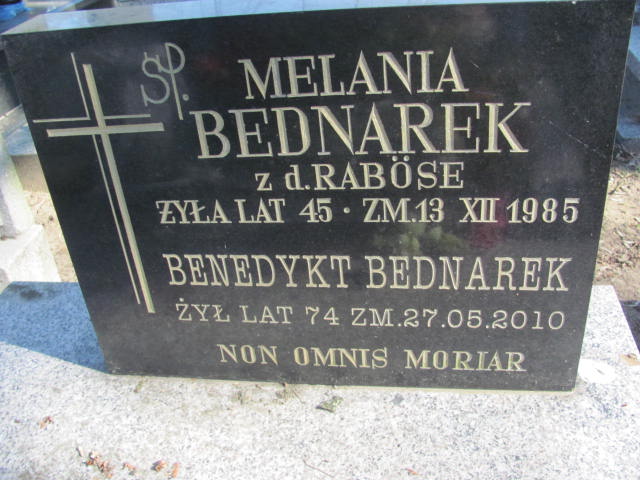 ŚP.
MELANIA
BEDNAREK
z d. RABÖSE
ŻYŁA LAT 45 · ZM. 13 XII 1985
BENEDYKT BEDNAREK
ŻYŁ LAT 74 ZM. 27.05.2010
NON OMNIS MORIAR